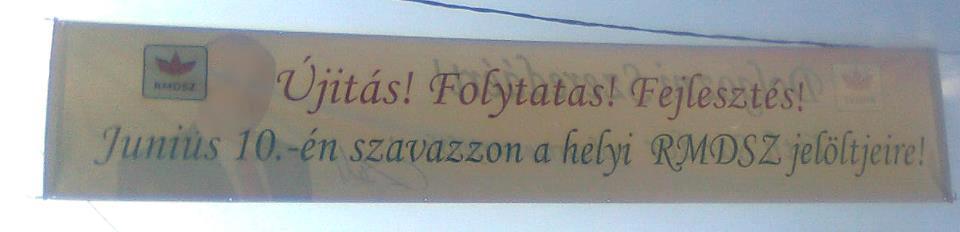 RMDSZ
Újitás! Folytatas! Fejlesztés!
Junius 10.-én szavazzon a helyi RMDSZ jelöltjeire!